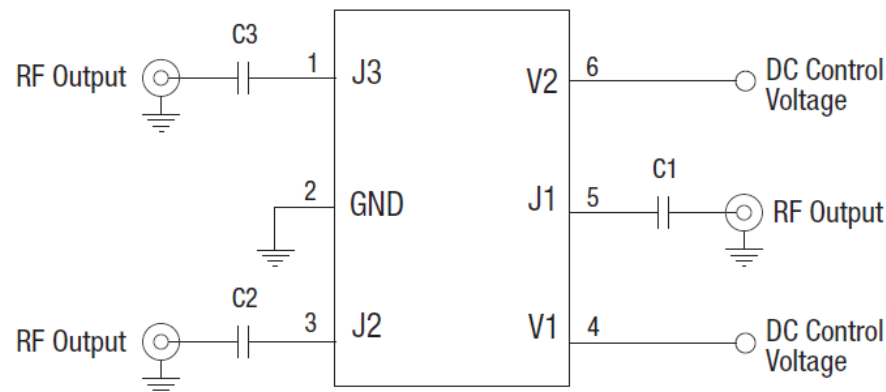 C3
RF Output
1
J3
V2
6
DC Control
Voltage
2
GND
J1
5
C1
RF Output
C2
RF Output
3
J2
V1
4
DC Control
Voltage